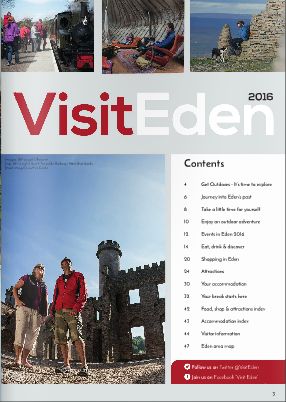 VisitEden
2016
Contents
4 Get Outdoors - It's time to explore
6 Journey into Eden's past
8 Take a little time for yourself
10 Enjoy an outdoor adventure
12 Events in Eden 2016
14 Eat, drink & discover
20 Shopping in Eden
24 Attractions
30 Your accommodation
32 Your break starts here
42 Food, shop & attractions index
43 Accommodation index
44 Visitor information
47 Eden area map
Follow us on Twitter @VisitEden
Join us on Facebook 'Visit Eden'
3